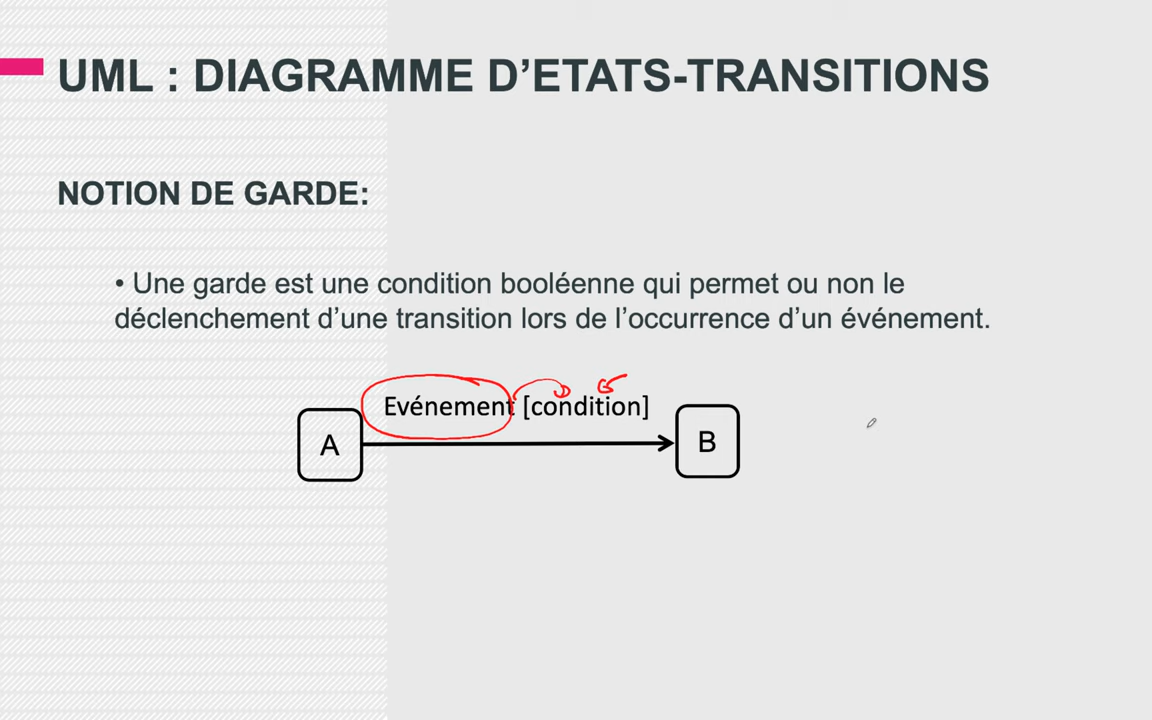 UML : DIAGRAMME D’ETATS-TRANSITIONS
NOTION DE GARDE:
• Une garde est une condition booléenne qui permet ou non le
déclenchement d’une transition lors de l’occurrence d’un événement.
Evénement [condition]
A
B